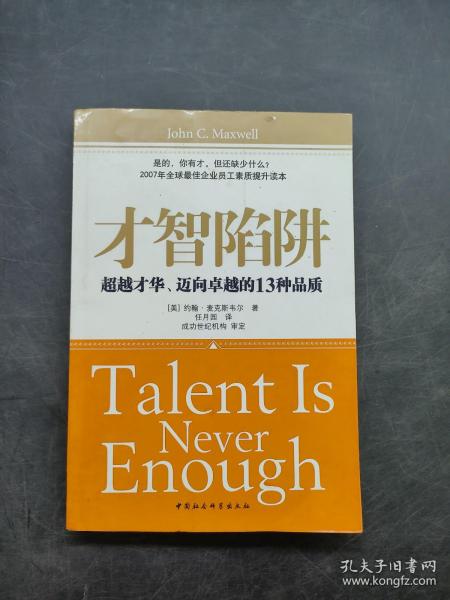 John C. Maxwell
是的，你有才，但还缺少什么？
2007年全球最佳企业员工素质提升读本
才智陷阱
超越才华、迈向卓越的13种品质
[美] 约翰·麦克斯韦尔 著
任月园 译
成功世纪机构 审定
Talent Is
Never
Enough
中国社会科学出版社
孔夫子旧书网
www.kongfz.com